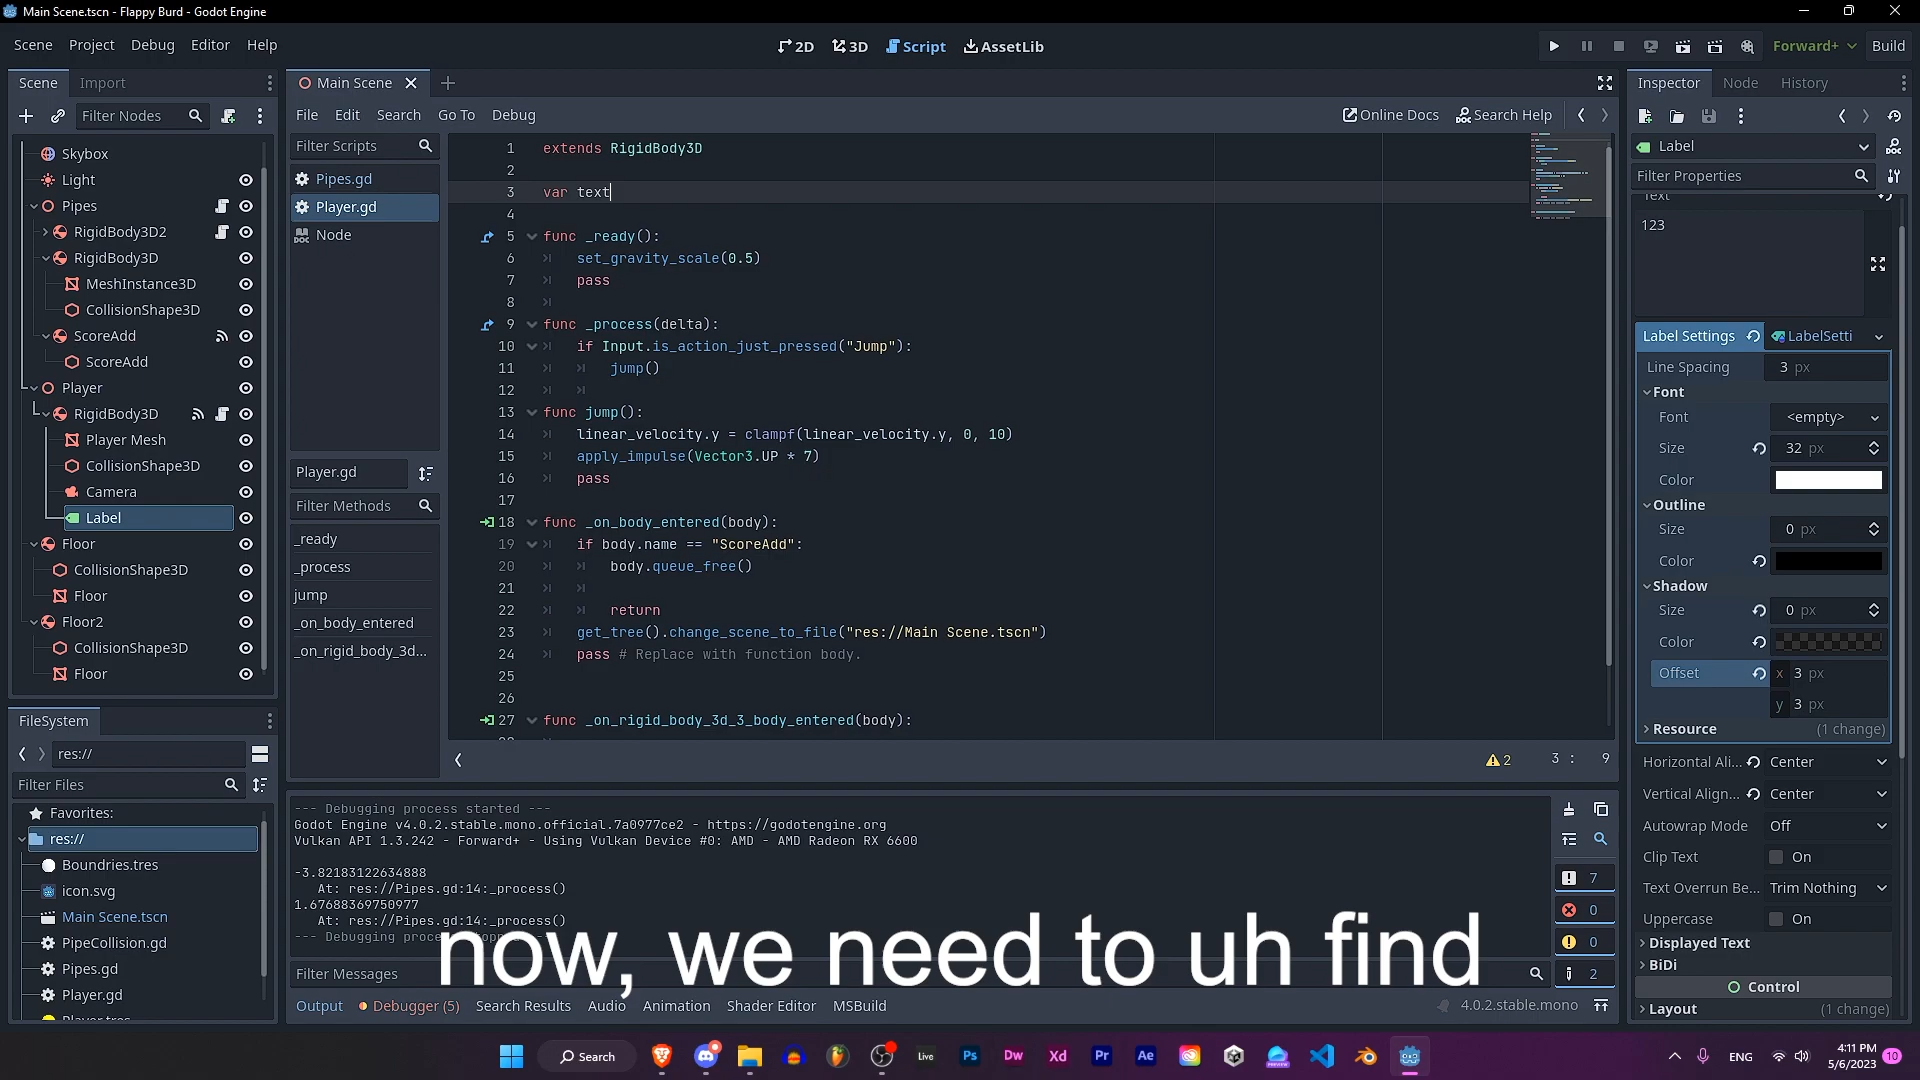 Main Scene.tscn - Flappy Burd - Godot Engine
Scene Project Debug Editor Help
2D 3D Script AssetLib
Forward+ Build
Scene Import
Filter Nodes
Skybox
Light
Pipes
RigidBody3D2
RigidBody3D
MeshInstance3D
CollisionShape3D
ScoreAdd
ScoreAdd
Player
RigidBody3D
Player Mesh
CollisionShape3D
Camera
Label
Floor
CollisionShape3D
Floor
Floor2
CollisionShape3D
Floor
FileSystem
res://
Filter Files
Favorites:
res://
Boundries.tres
icon.svg
Main Scene.tscn
PipeCollision.gd
Pipes.gd
Player.gd
Player.tres
Main Scene
File Edit Search Go To Debug
Online Docs Search Help
Filter Scripts
Pipes.gd
Player.gd
Node
Player.gd
Filter Methods
_ready
_process
jump
_on_body_entered
_on_rigid_body_3d...
1 extends RigidBody3D
2
3 var text
4
5 func _ready():
6 set_gravity_scale(0.5)
7 pass
8
9 func _process(delta):
10 if Input.is_action_just_pressed("Jump"):
11 jump()
12
13 func jump():
14 linear_velocity.y = clampf(linear_velocity.y, 0, 10)
15 apply_impulse(Vector3.UP * 7)
16 pass
17
18 func _on_body_entered(body):
19 if body.name == "ScoreAdd":
20 body.queue_free()
21
22 return
23 get_tree().change_scene_to_file("res://Main Scene.tscn")
24 pass # Replace with function body.
25
26
27 func _on_rigid_body_3d_3_body_entered(body):
2 3 : 9
--- Debugging process started ---
Godot Engine v4.0.2.stable.mono.official.7a0977ce2 - https://godotengine.org
Vulkan API 1.3.242 - Forward+ - Using Vulkan Device #0: AMD - AMD Radeon RX 6600
-3.82183122634888
At: res://Pipes.gd:14:_process()
1.67688369750977
At: res://Pipes.gd:14:_process()
--- Debugging
7
0
0
2
now, we need to uh find
Filter Messages
Output Debugger (5) Search Results Audio Animation Shader Editor MSBuild
4.0.2.stable.mono
Inspector Node History
Label
Filter Properties
Text
123
Label Settings LabelSetti
Line Spacing 3 px
Font
Font <empty>
Size 32 px
Color
Outline
Size 0 px
Color
Shadow
Size 0 px
Color
Offset x 3 px
y 3 px
Resource (1 change)
Horizontal Ali... Center
Vertical Align... Center
Autowrap Mode Off
Clip Text On
Text Overrun Be... Trim Nothing
Uppercase On
Displayed Text
BiDi
Control
Layout (1 change)
Search
Live Ps Dw Xd Pr Ae
ENG
4:11 PM
5/6/2023
10